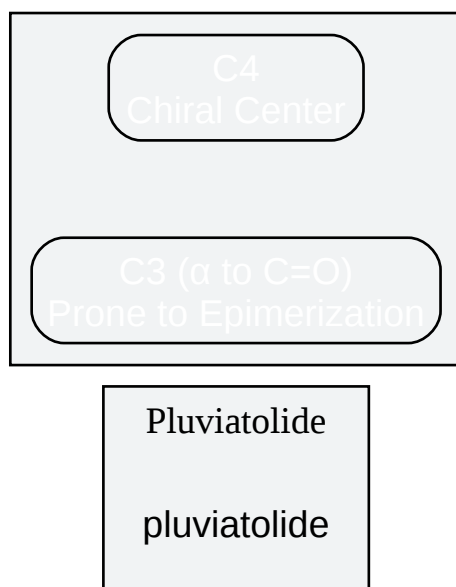 C4
Chiral Center
C3 (α to C=O)
Prone to Epimerization
Pluviatolide
pluviatolide